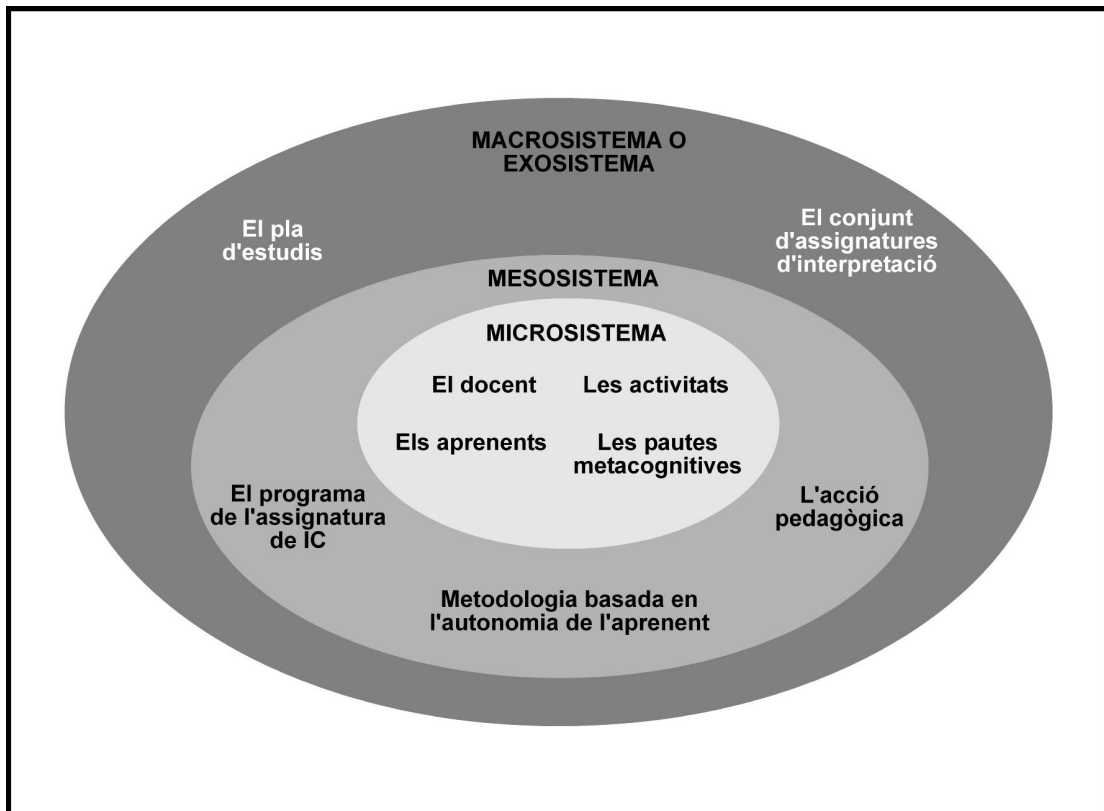 MACROSISTEMA O
EXOSISTEMA
El pla
d'estudis
El conjunt
d'assignatures
d'interpretació
MESOSISTEMA
MICROSISTEMA
El docent
Les activitats
Els aprenents
Les pautes
metacognitives
El programa
de l'assignatura
de IC
L'acció
pedagògica
Metodologia basada en
l'autonomia de l'aprenent